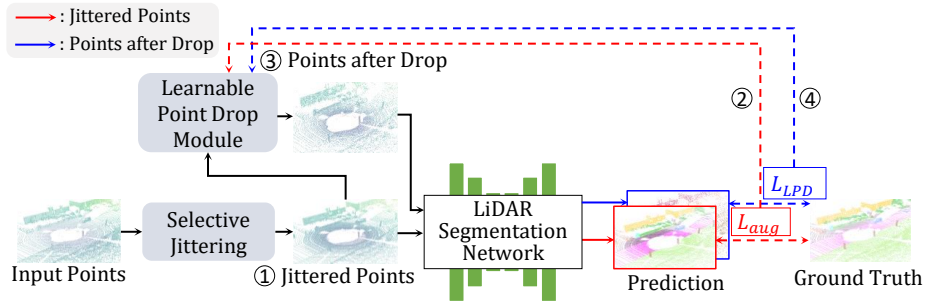 : Jittered Points
: Points after Drop
③ Points after Drop
Learnable
Point Drop
Module
②
④
L_LPD
L_aug
Selective
Jittering
LiDAR
Segmentation
Network
Input Points
① Jittered Points
Prediction
Ground Truth